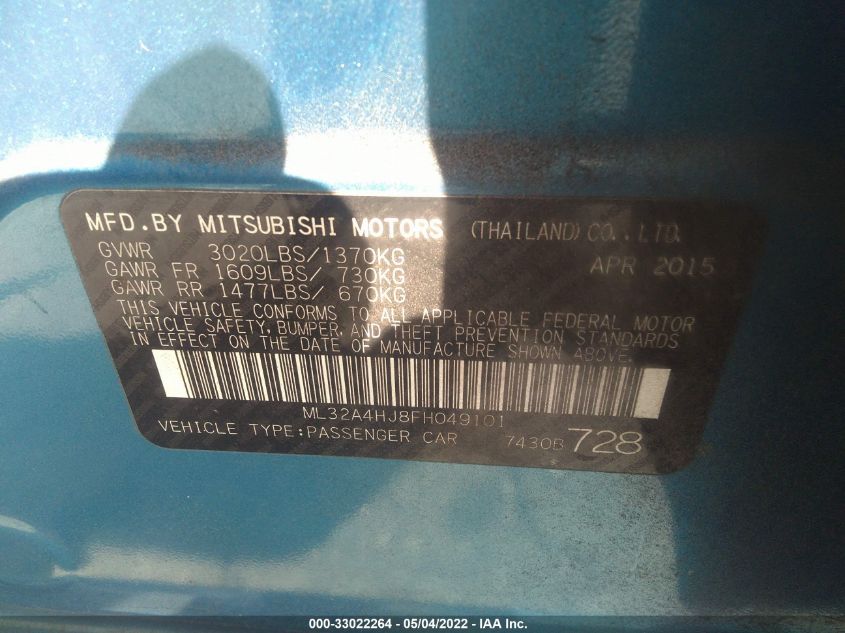 MFD.BY MITSUBISHI MOTORS (THAILAND) CO.,LTD.
GVWR 3020LBS/1370KG APR 2015
GAWR FR 1609LBS/ 730KG
GAWR RR 1477LBS/ 670KG
THIS VEHICLE CONFORMS TO ALL APPLICABLE FEDERAL MOTOR
VEHICLE SAFETY, BUMPER, AND THEFT PREVENTION STANDARDS
IN EFFECT ON THE DATE OF MANUFACTURE SHOWN ABOVE.
ML32A4HJ8FH049101
VEHICLE TYPE:PASSENGER CAR 7430B 728
000-33022264 - 05/04/2022 - IAA Inc.